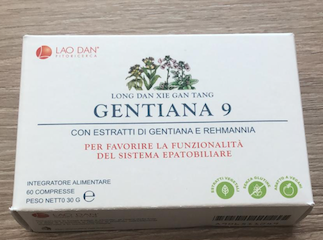 LAO DAN
FITORICERCA
LONG DAN XIE GAN TANG
GENTIANA 9
CON ESTRATTI DI GENTIANA E REHMANNIA
PER FAVORIRE LA FUNZIONALITÀ
DEL SISTEMA EPATOBILIARE
INTEGRATORE ALIMENTARE
60 COMPRESSE
PESO NETTO 30 G e